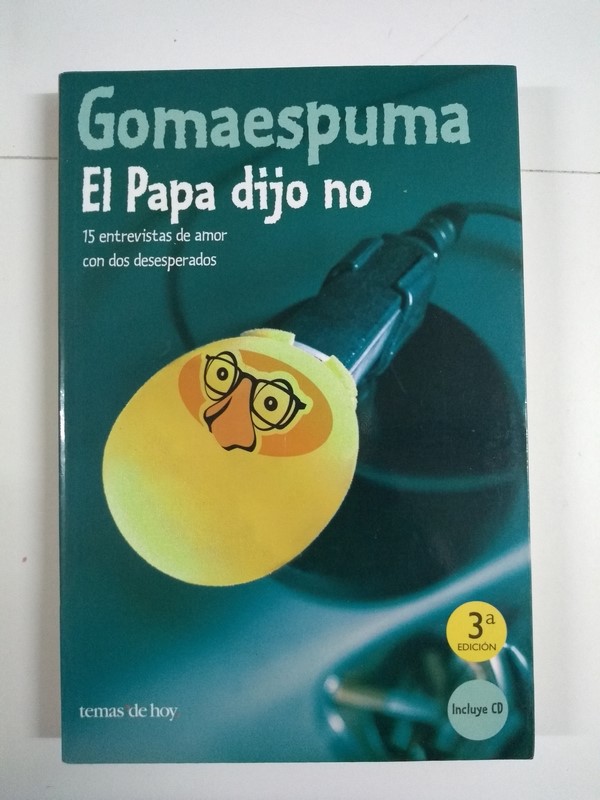 Gomaespuma
El Papa dijo no
15 entrevistas de amor
con dos desesperados
3ª
EDICIÓN
Incluye CD
temas de hoy